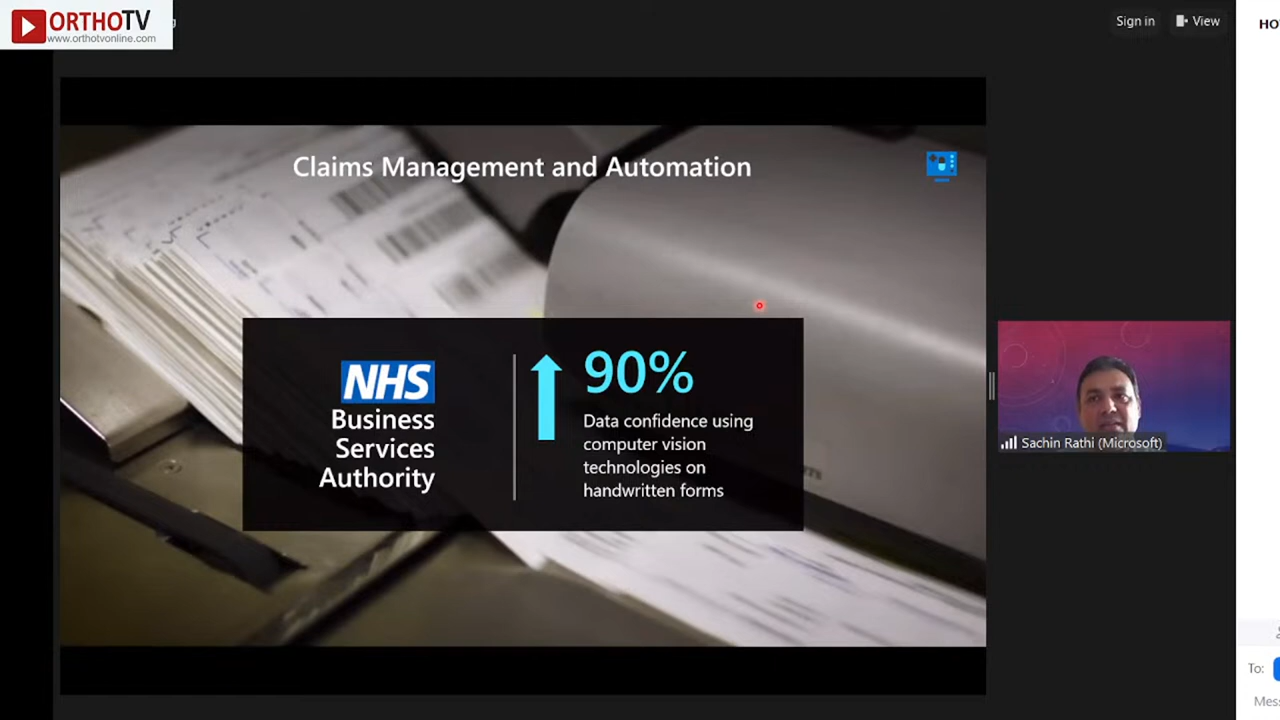 ORTHOTV
www.orthotvonline.com
Sign in
View
HO
Claims Management and Automation
NHS
Business
Services
Authority
90%
Data confidence using
computer vision
technologies on
handwritten forms
Sachin Rathi (Microsoft)
To:
Mess